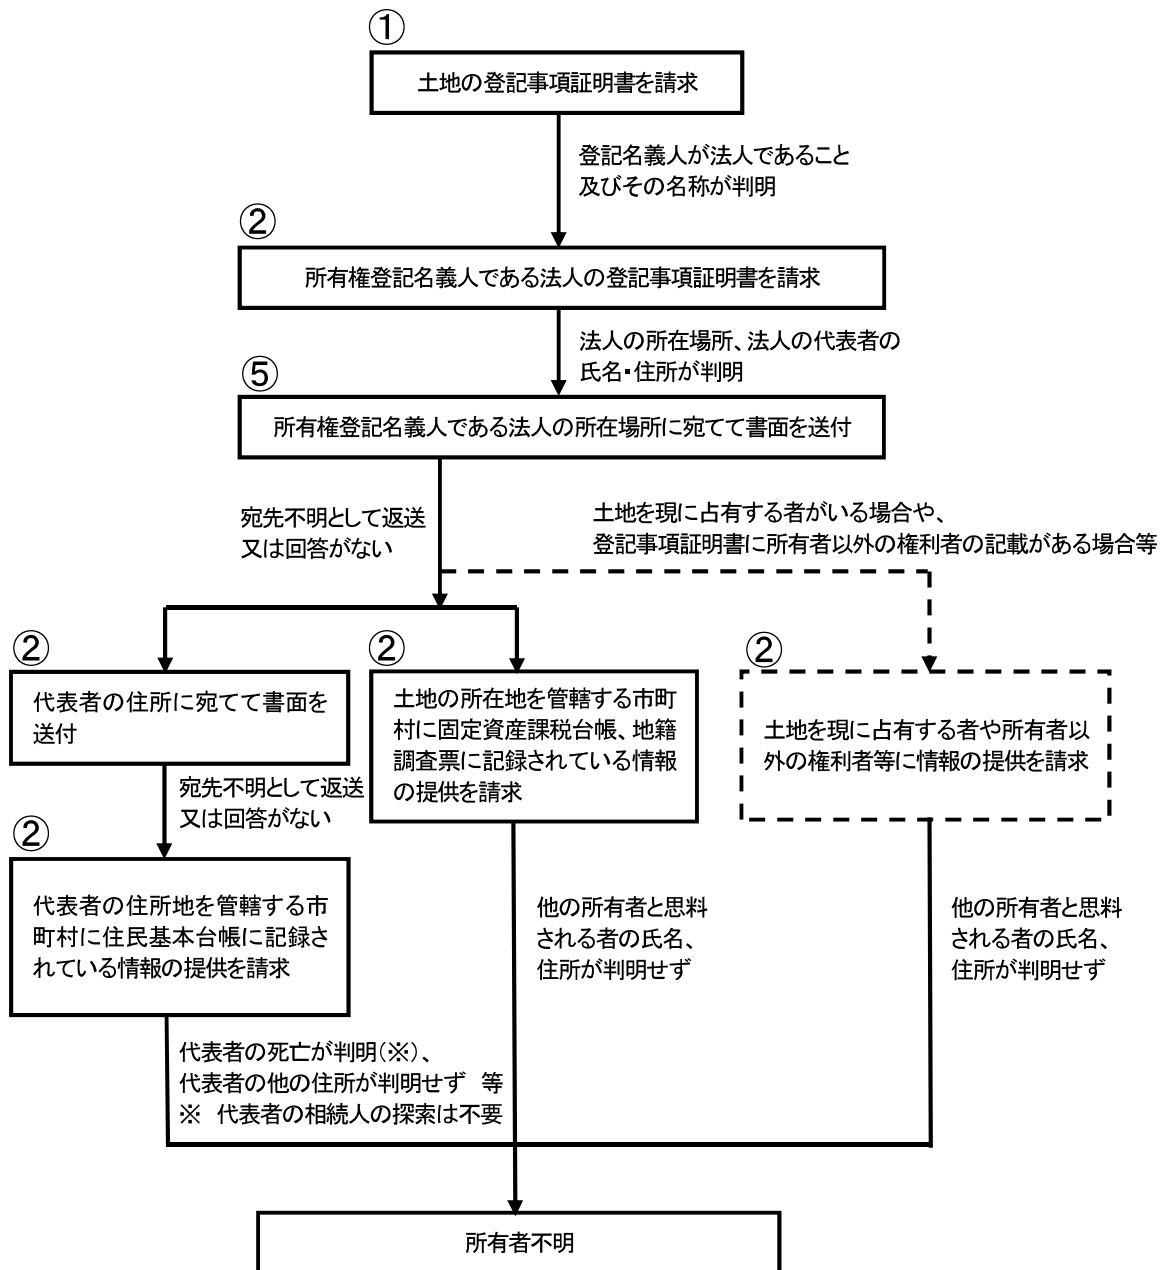 ①
土地の登記事項証明書を請求
登記名義人が法人であること
及びその名称が判明
②
所有権登記名義人である法人の登記事項証明書を請求
法人の所在場所、法人の代表者の
氏名・住所が判明
⑤
所有権登記名義人である法人の所在場所に宛てて書面を送付
宛先不明として返送
又は回答がない
土地を現に占有する者がいる場合や、
登記事項証明書に所有者以外の権利者の記載がある場合等
②
代表者の住所に宛てて書面を
送付
宛先不明として返送
又は回答がない
②
代表者の住所地を管轄する市
町村に住民基本台帳に記録さ
れている情報の提供を請求
代表者の死亡が判明(※)、
代表者の他の住所が判明せず 等
※ 代表者の相続人の探索は不要
②
土地の所在地を管轄する市町
村に固定資産課税台帳、地籍
調査票に記録されている情報
の提供を請求
他の所有者と思料
される者の氏名、
住所が判明せず
②
土地を現に占有する者や所有者以
外の権利者等に情報の提供を請求
他の所有者と思料
される者の氏名、
住所が判明せず
所有者不明